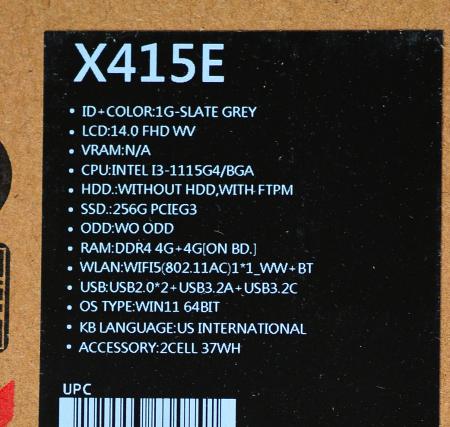 X415E
• ID+COLOR:1G-SLATE GREY
• LCD:14.0 FHD WV
• VRAM:N/A
• CPU:INTEL I3-1115G4/BGA
• HDD.:WITHOUT HDD,WITH FTPM
• SSD.:256G PCIEG3
• ODD:WO ODD
• RAM:DDR4 4G+4G[ON BD.]
• WLAN:WIFI5(802.11AC)1*1_WW+BT
• USB:USB2.0*2+USB3.2A+USB3.2C
• OS TYPE:WIN11 64BIT
• KB LANGUAGE:US INTERNATIONAL
• ACCESSORY:2CELL 37WH
UPC